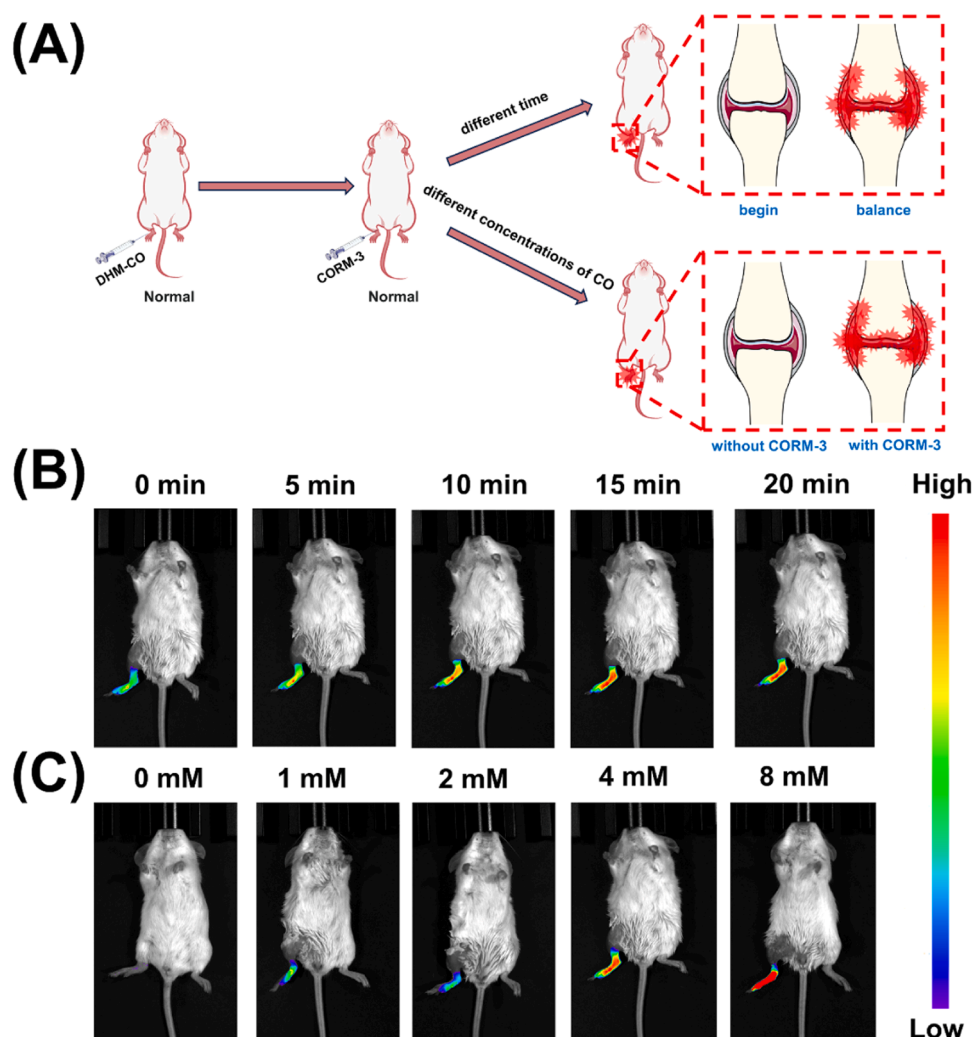 (A)
different time
begin
balance
DHM-CO
CORM-3
Normal
Normal
different concentrations of CO
without CORM-3
with CORM-3
(B)
0 min
5 min
10 min
15 min
20 min
High
(C)
0 mM
1 mM
2 mM
4 mM
8 mM
Low